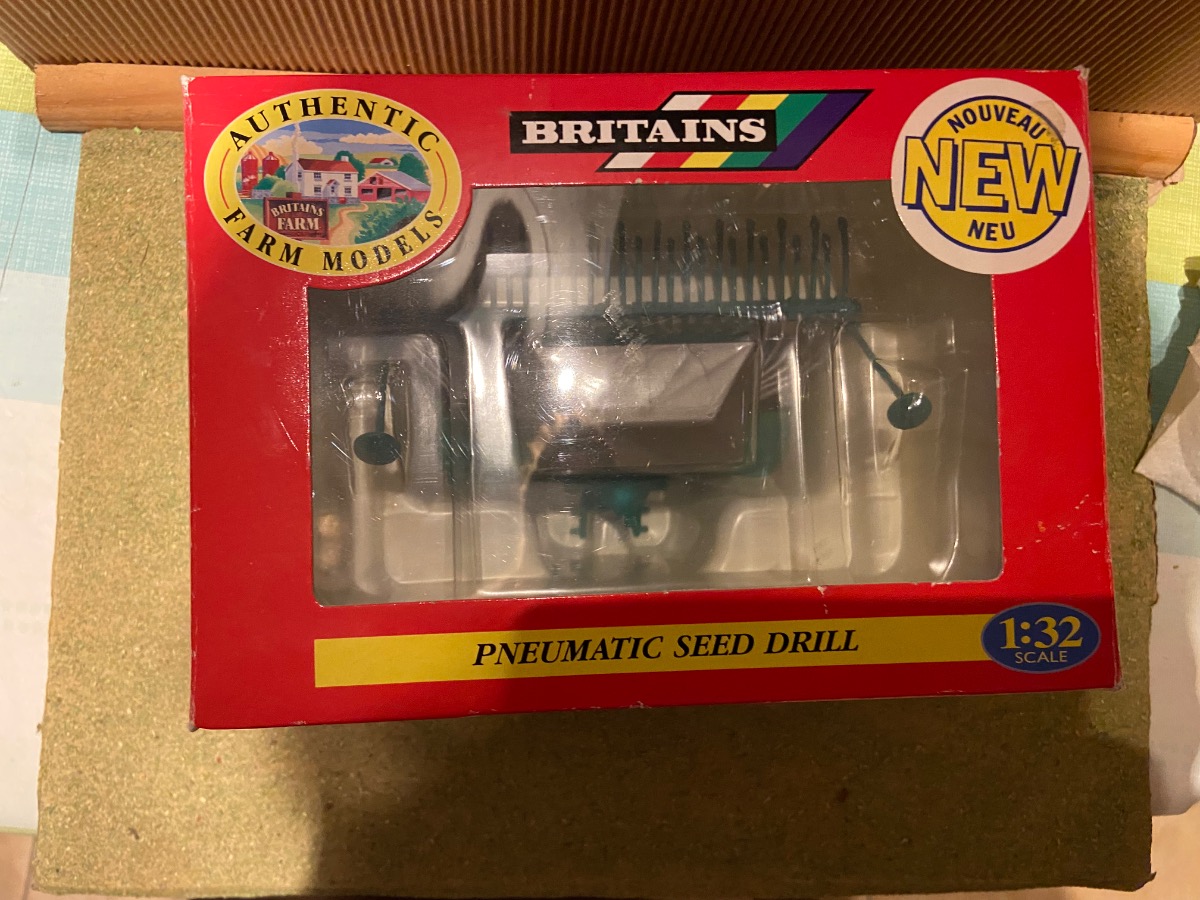 AUTHENTIC
BRITAINS
FARM
FARM MODELS
BRITAINS
NOUVEAU
NEW
NEU
PNEUMATIC SEED DRILL
1:32
SCALE